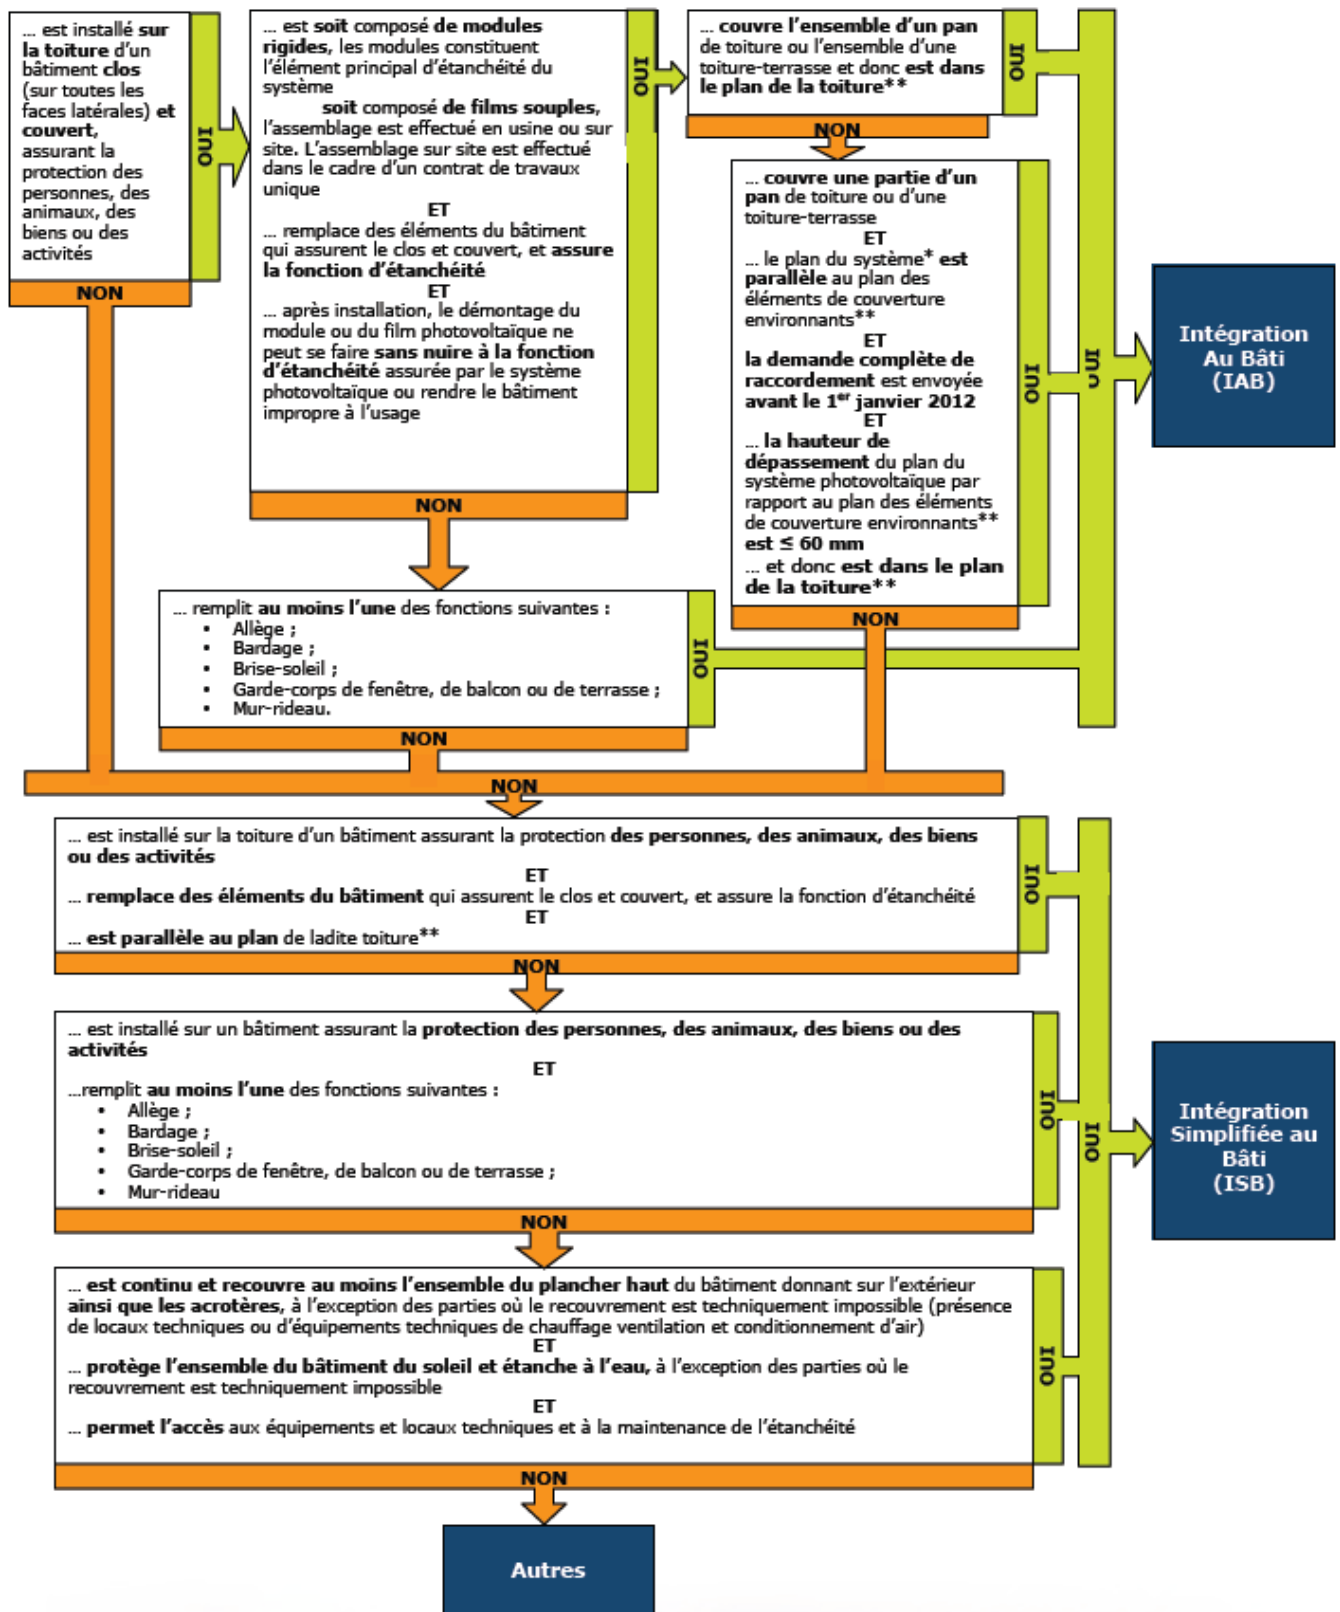 ... est installé sur
la toiture d'un
bâtiment clos
(sur toutes les
faces latérales) et
couvert,
assurant la
protection des
personnes, des
animaux, des
biens ou des
activités
OUI
NON
... est soit composé de modules
rigides, les modules constituent
l'élément principal d'étanchéité du
système
soit composé de films souples,
l'assemblage est effectué en usine ou sur
site. L'assemblage sur site est effectué
dans le cadre d'un contrat de travaux
unique
ET
... remplace des éléments du bâtiment
qui assurent le clos et couvert, et assure
la fonction d'étanchéité
ET
... après installation, le démontage du
module ou du film photovoltaïque ne
peut se faire sans nuire à la fonction
d'étanchéité assurée par le système
photovoltaïque ou rendre le bâtiment
impropre à l'usage
OUI
NON
... couvre l'ensemble d'un pan
de toiture ou l'ensemble d'une
toiture-terrasse et donc est dans
le plan de la toiture**
OUI
NON
... couvre une partie d'un
pan de toiture ou d'une
toiture-terrasse
ET
... le plan du système* est
parallèle au plan des
éléments de couverture
environnants**
ET
la demande complète de
raccordement est envoyée
avant le 1er janvier 2012
ET
... la hauteur de
dépassement du plan du
système photovoltaïque par
rapport au plan des éléments
de couverture environnants**
est ≤ 60 mm
... et donc est dans le plan
de la toiture**
OUI
NON
OUI
Intégration
Au Bâti
(IAB)
... remplit au moins l'une des fonctions suivantes :
• Allège ;
• Bardage ;
• Brise-soleil ;
• Garde-corps de fenêtre, de balcon ou de terrasse ;
• Mur-rideau.
OUI
NON
NON
... est installé sur la toiture d'un bâtiment assurant la protection des personnes, des animaux, des biens
ou des activités
ET
... remplace des éléments du bâtiment qui assurent le clos et couvert, et assure la fonction d'étanchéité
ET
... est parallèle au plan de ladite toiture**
OUI
NON
... est installé sur un bâtiment assurant la protection des personnes, des animaux, des biens ou des
activités
ET
...remplit au moins l'une des fonctions suivantes :
• Allège ;
• Bardage ;
• Brise-soleil ;
• Garde-corps de fenêtre, de balcon ou de terrasse ;
• Mur-rideau
OUI
NON
OUI
Intégration
Simplifiée au
Bâti
(ISB)
... est continu et recouvre au moins l'ensemble du plancher haut du bâtiment donnant sur l'extérieur
ainsi que les acrotères, à l'exception des parties où le recouvrement est techniquement impossible (présence
de locaux techniques ou d'équipements techniques de chauffage ventilation et conditionnement d'air)
ET
... protège l'ensemble du bâtiment du soleil et étanche à l'eau, à l'exception des parties où le
recouvrement est techniquement impossible
ET
... permet l'accès aux équipements et locaux techniques et à la maintenance de l'étanchéité
OUI
NON
Autres